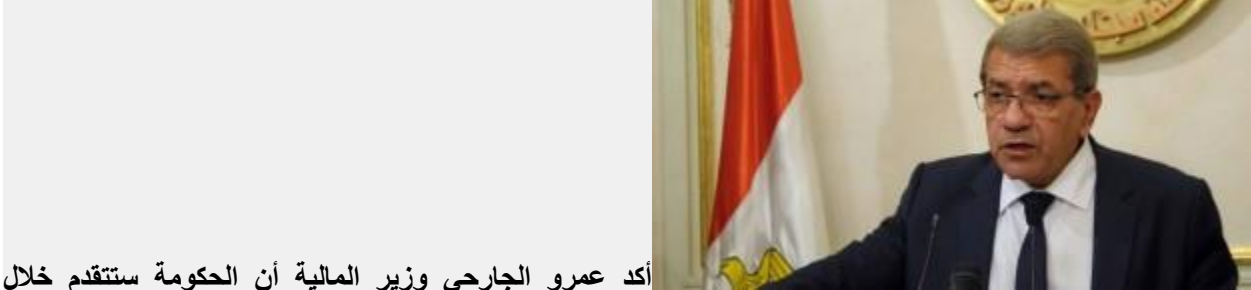 أكد عمرو الجارحي وزير المالية أن الحكومة ستتقدم خلال